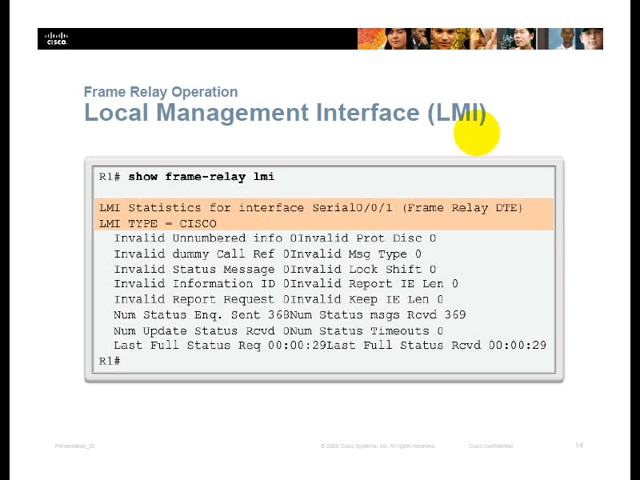 CISCO
Frame Relay Operation
Local Management Interface (LMI)
R1# show frame-relay lmi
LMI Statistics for interface Serial0/0/1 (Frame Relay DTE)
LMI TYPE = CISCO
Invalid Unnumbered info 0Invalid Prot Disc 0
Invalid dummy Call Ref 0Invalid Msg Type 0
Invalid Status Message 0Invalid Lock Shift 0
Invalid Information ID 0Invalid Report IE Len 0
Invalid Report Request 0Invalid Keep IE Len 0
Num Status Enq. Sent 368Num Status msgs Rcvd 369
Num Update Status Rcvd 0Num Status Timeouts 0
Last Full Status Req 00:00:29Last Full Status Rcvd 00:00:29
R1#
Presentation_ID © 2008 Cisco Systems, Inc. All rights reserved. Cisco Confidential 14